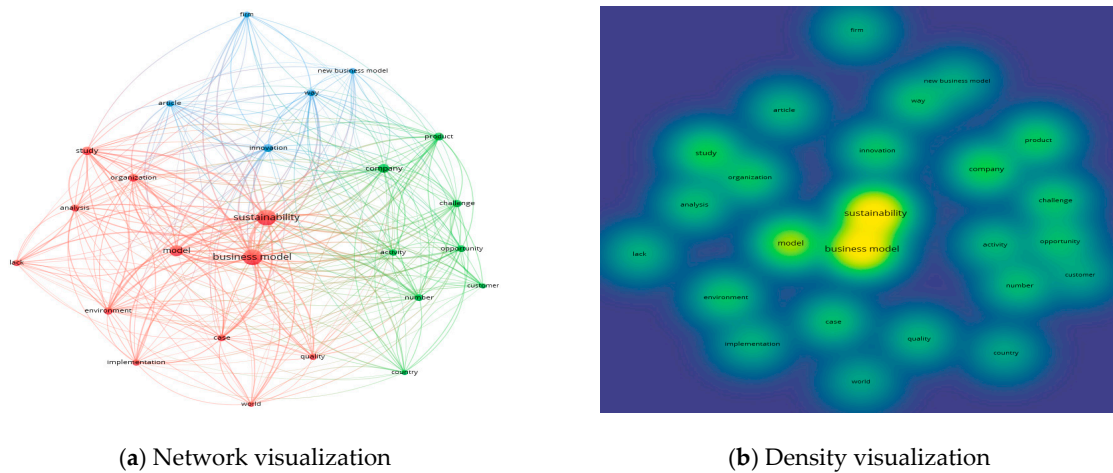 firm
new business model
way
article
innovation
product
study
company
organization
analysis
challenge
sustainability
model
business model
activity
opportunity
lack
customer
number
environment
case
quality
implementation
country
world
(a) Network visualization
firm
new business model
way
article
product
innovation
study
company
organization
analysis
challenge
sustainability
model
business model
activity
opportunity
lack
customer
number
environment
case
quality
implementation
country
world
(b) Density visualization